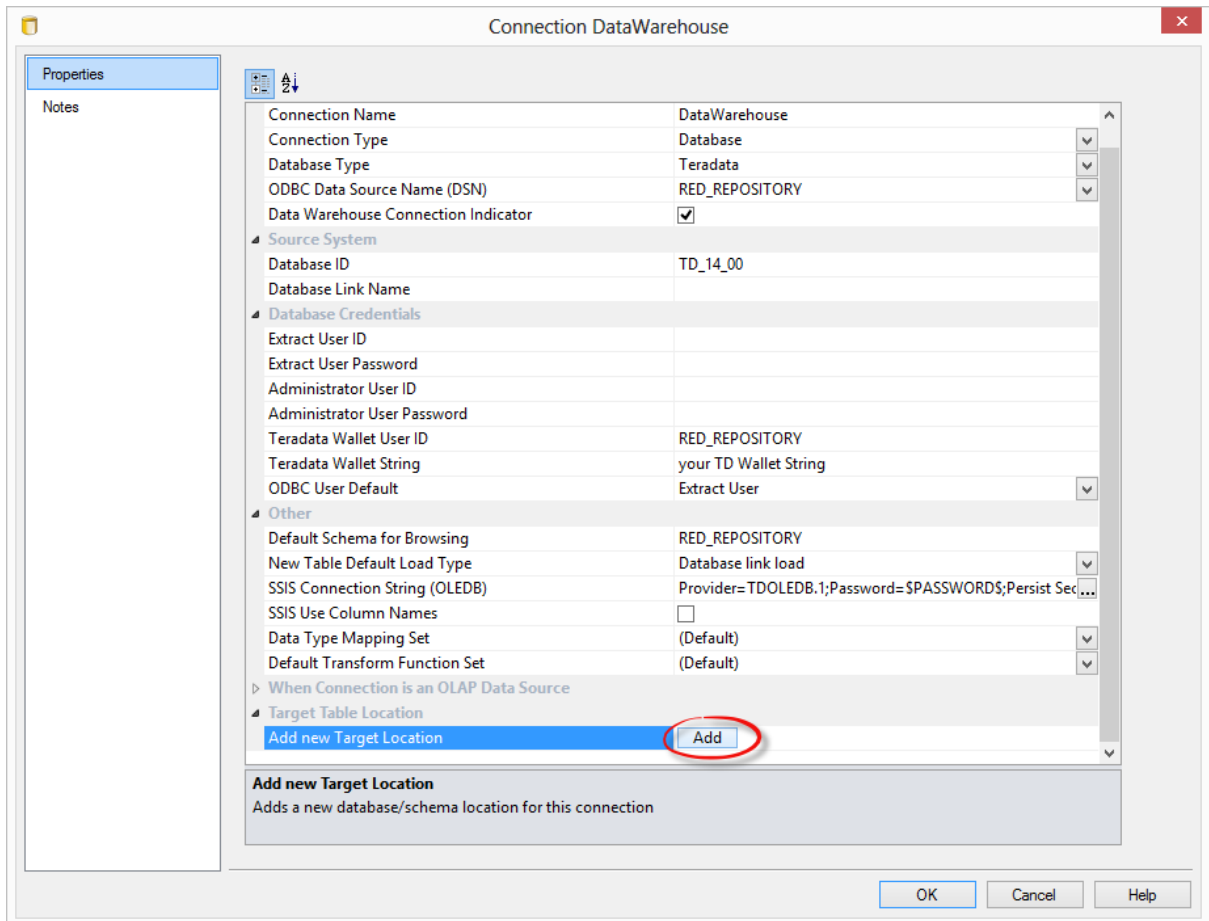 Connection DataWarehouse
Properties
Notes
Connection Name DataWarehouse
Connection Type Database
Database Type Teradata
ODBC Data Source Name (DSN) RED_REPOSITORY
Data Warehouse Connection Indicator
Source System
Database ID TD_14_00
Database Link Name
Database Credentials
Extract User ID
Extract User Password
Administrator User ID
Administrator User Password
Teradata Wallet User ID RED_REPOSITORY
Teradata Wallet String your TD Wallet String
ODBC User Default Extract User
Other
Default Schema for Browsing RED_REPOSITORY
New Table Default Load Type Database link load
SSIS Connection String (OLEDB) Provider=TDOLEDB.1;Password=$PASSWORD$;Persist Sec...
SSIS Use Column Names
Data Type Mapping Set (Default)
Default Transform Function Set (Default)
When Connection is an OLAP Data Source
Target Table Location
Add new Target Location Add
Add new Target Location
Adds a new database/schema location for this connection
OK Cancel Help